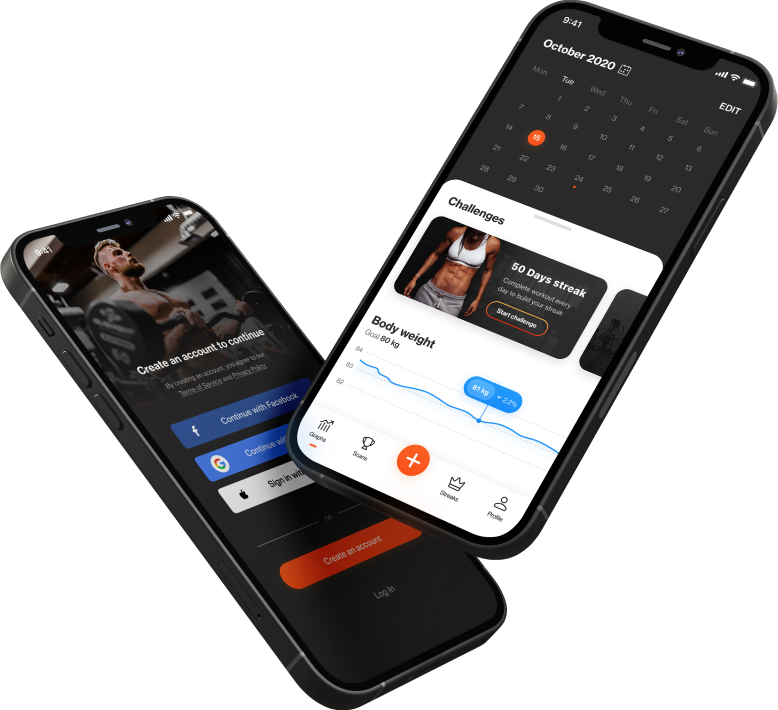 9:41
October 2020
EDIT
Mon Tue Wed Thu Fri Sat Sun
1 2 3 4 5 6
7 8 9 10 11 12 13
14 15 16 17 18 19 20
21 22 23 24 25 26 27
28 29 30
Challenges
50 Days streak
Complete workout every
day to build your streak
Start challenge
Body weight
Goal 80 kg
84
83
82
81 kg 2.2%
Graphs
Scans
Streaks
Profile
9:41
Create an account to continue
By creating an account, you agree to our
Terms of Service and Privacy Policy
Continue with Facebook
Continue
Sign in
OR
Create an account
Log In